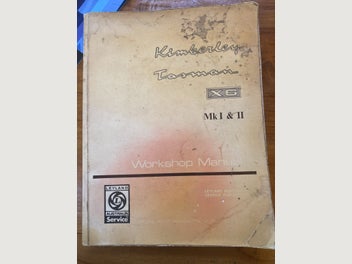 Kimberley
Tasman
X6
Mk I & II
Workshop Manual
LEYLAND
L
AUSTRALIA
Service